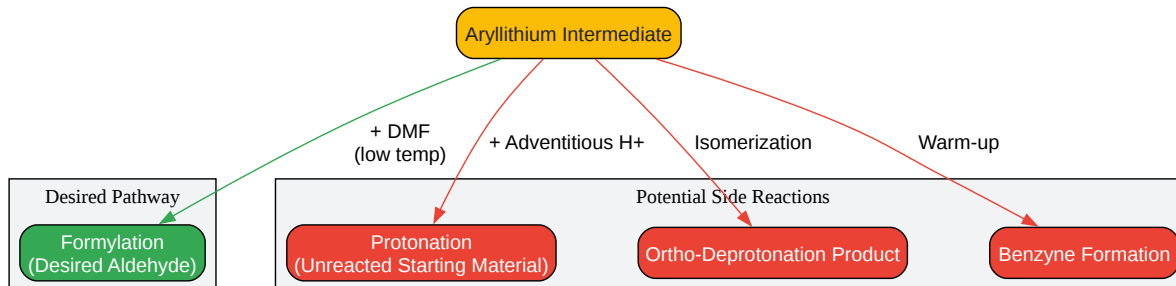 Aryllithium Intermediate
+ DMF
(low temp)
+ Adventitious H+
Isomerization
Warm-up
Desired Pathway
Potential Side Reactions
Formylation
(Desired Aldehyde)
Protonation
(Unreacted Starting Material)
Ortho-Deprotonation Product
Benzyne Formation